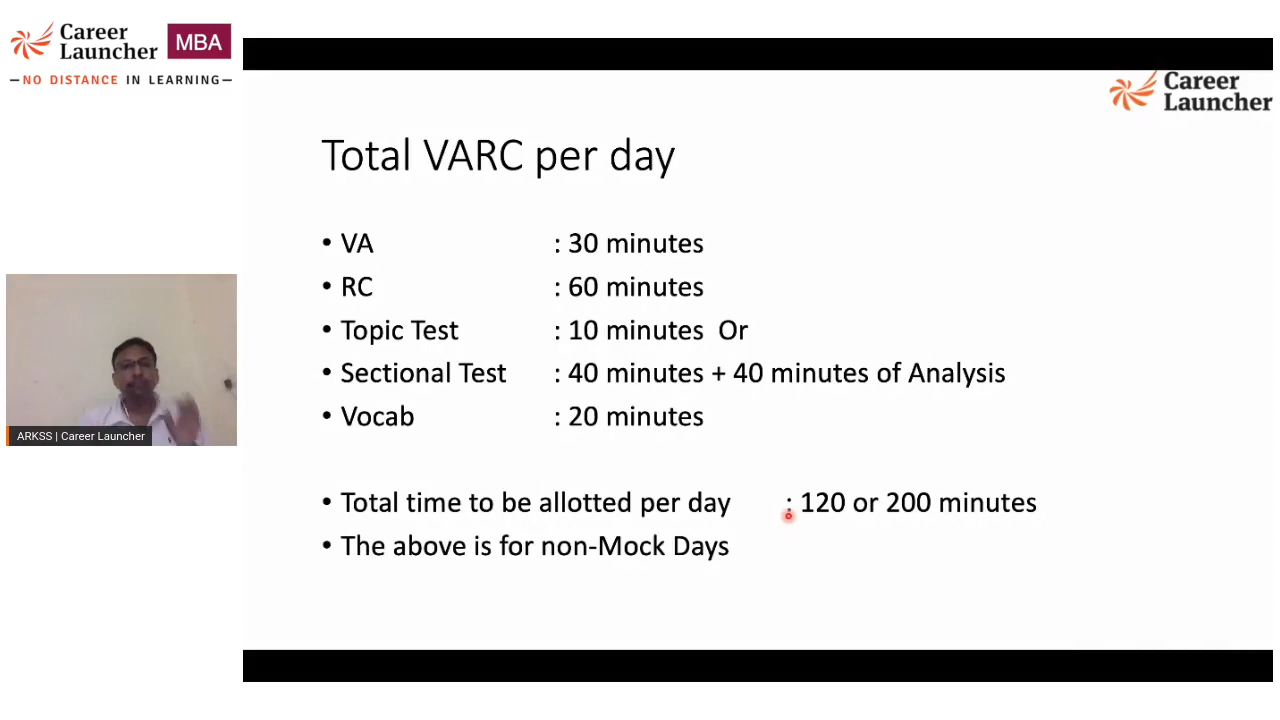 Career
Launcher
MBA
—NO DISTANCE IN LEARNING—
Career
Launcher
Total VARC per day
• VA : 30 minutes
• RC : 60 minutes
• Topic Test : 10 minutes Or
• Sectional Test : 40 minutes + 40 minutes of Analysis
• Vocab : 20 minutes
• Total time to be allotted per day : 120 or 200 minutes
• The above is for non-Mock Days
ARKSS | Career Launcher